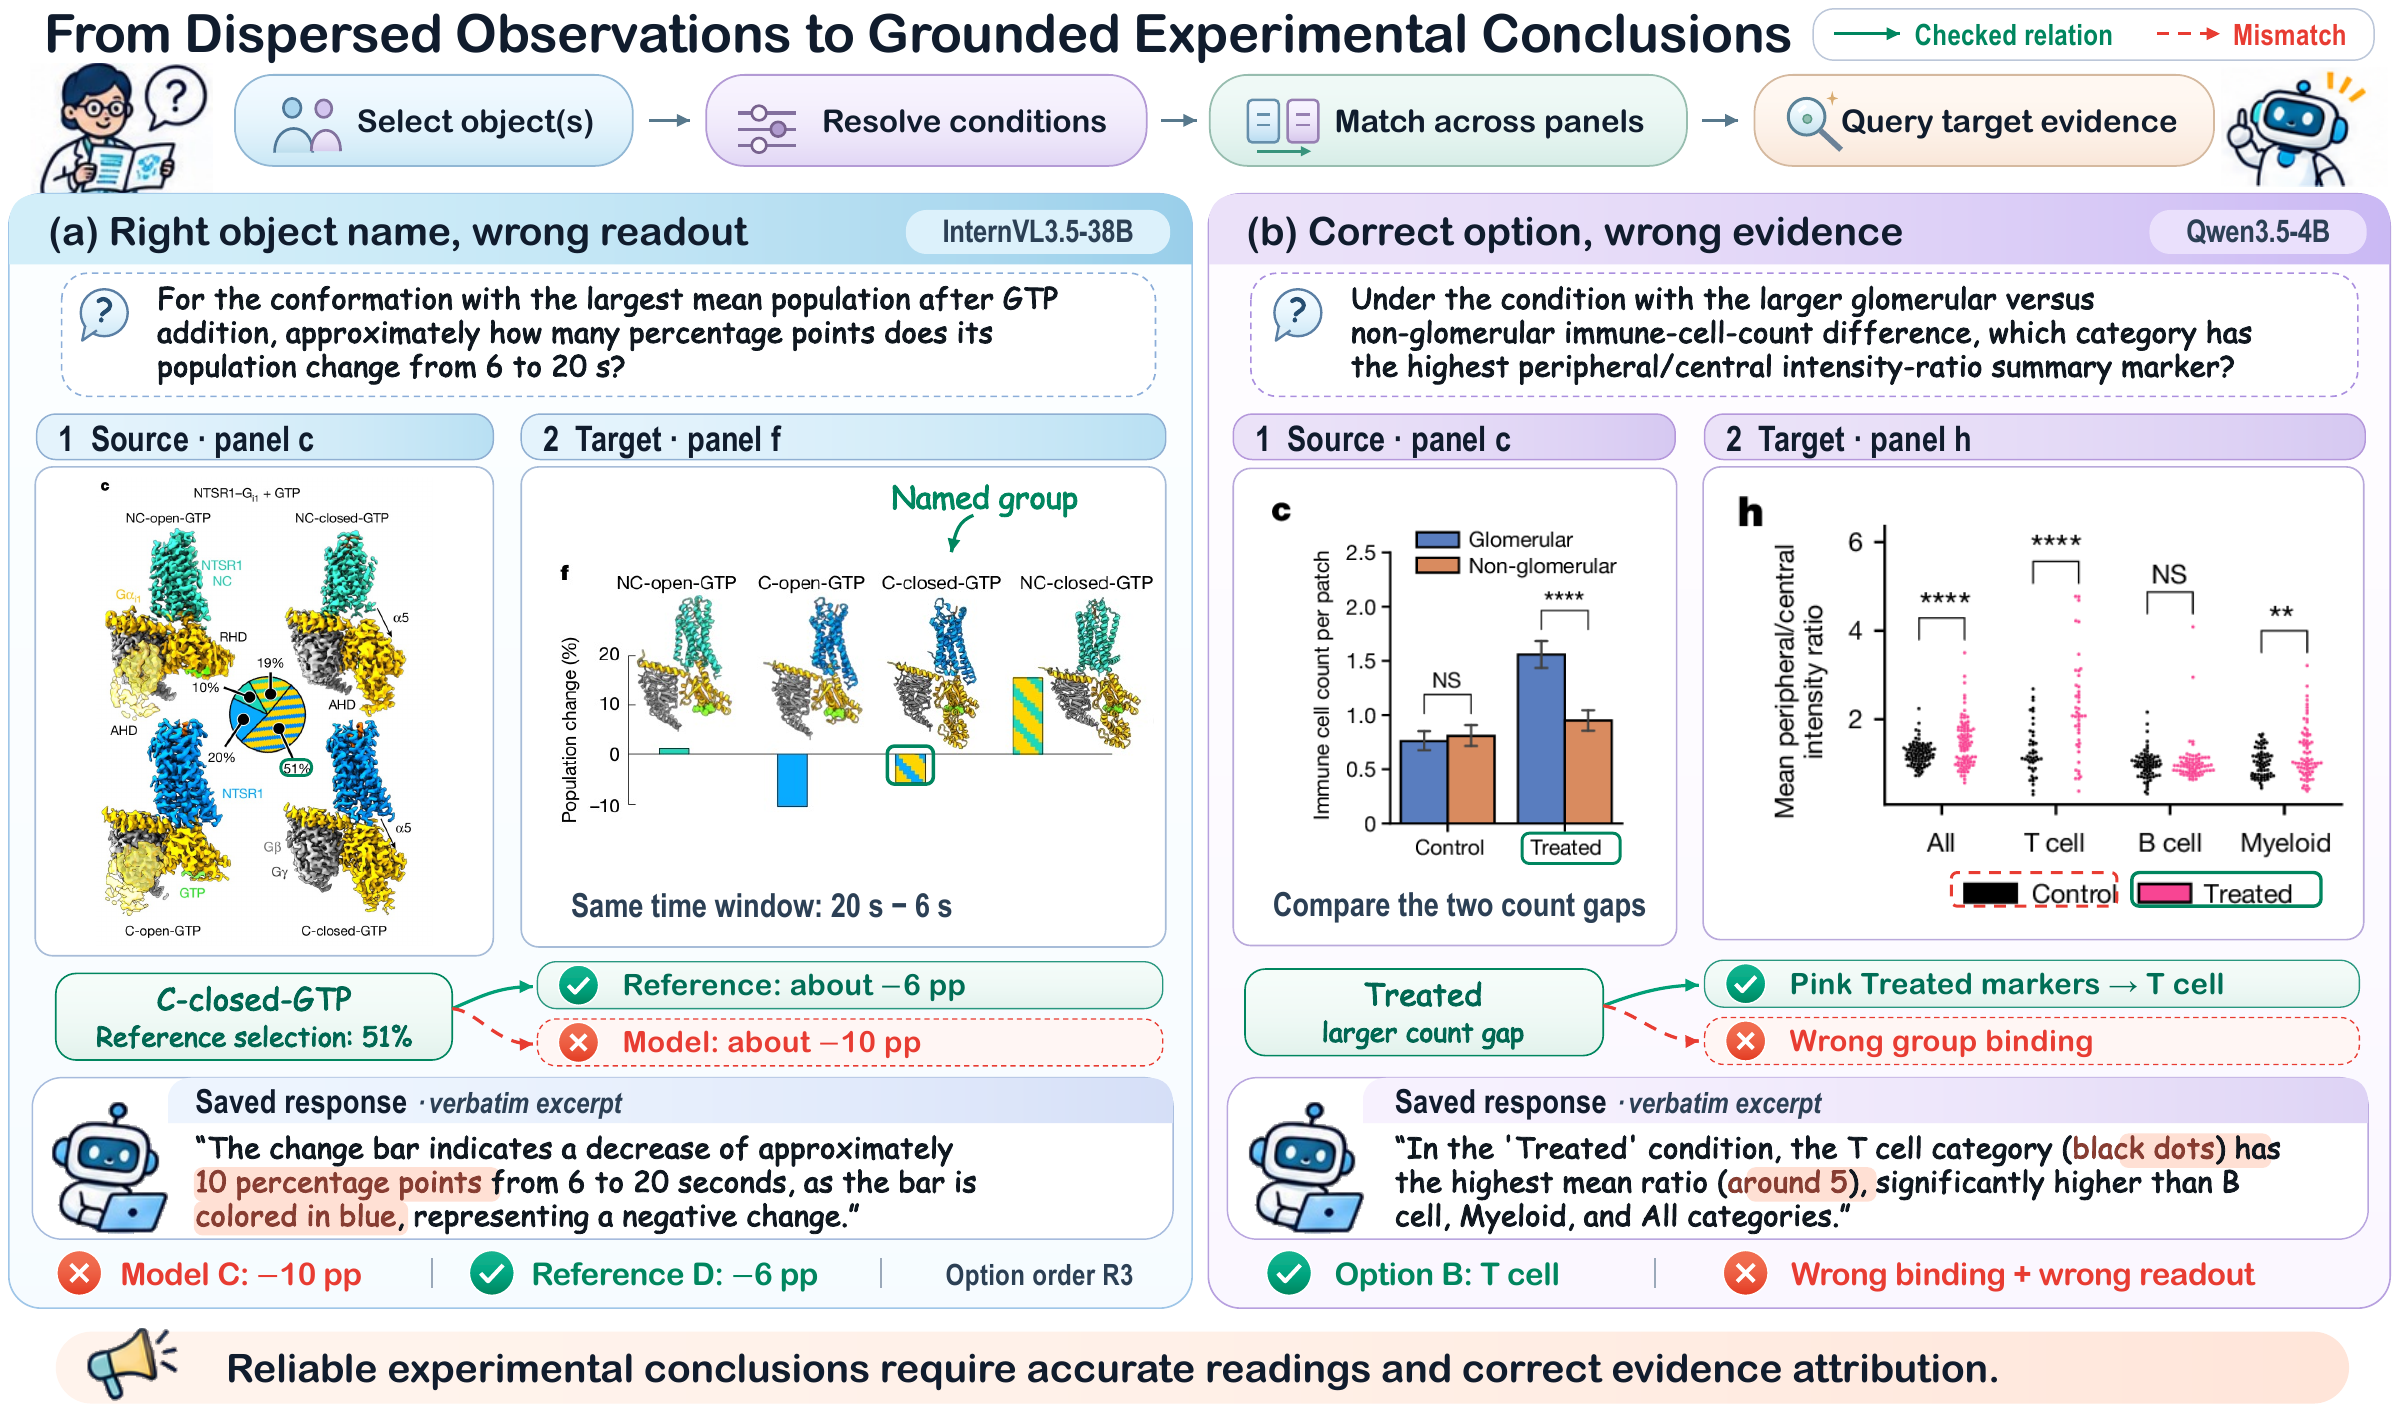 From Dispersed Observations to Grounded Experimental Conclusions
Checked relation
Mismatch
?
Select object(s)
Resolve conditions
Match across panels
Query target evidence
(a) Right object name, wrong readout
InternVL3.5-38B
?
For the conformation with the largest mean population after GTP
addition, approximately how many percentage points does its
population change from 6 to 20 s?
1 Source · panel c
2 Target · panel f
c
NTSR1–Gi1 + GTP
NC-open-GTP
NC-closed-GTP
NTSR1
NC
Gαi1
α5
RHD
19%
10%
AHD
AHD
20%
51%
NTSR1
α5
Gβ
Gγ
GTP
C-open-GTP
C-closed-GTP
Named group
f
NC-open-GTP
C-open-GTP
C-closed-GTP
NC-closed-GTP
Population change (%)
20
10
0
–10
Same time window: 20 s – 6 s
C-closed-GTP
Reference selection: 51%
Reference: about −6 pp
Model: about −10 pp
Saved response · verbatim excerpt
“The change bar indicates a decrease of approximately
10 percentage points from 6 to 20 seconds, as the bar is
colored in blue, representing a negative change.”
Model C: −10 pp
Reference D: −6 pp
Option order R3
(b) Correct option, wrong evidence
Qwen3.5-4B
?
Under the condition with the larger glomerular versus
non-glomerular immune-cell-count difference, which category has
the highest peripheral/central intensity-ratio summary marker?
1 Source · panel c
2 Target · panel h
c
Glomerular
Non-glomerular
Immune cell count per patch
2.5
2.0
1.5
1.0
0.5
0
NS
****
Control
Treated
Compare the two count gaps
h
Mean peripheral/central
intensity ratio
6
4
2
****
****
NS
**
All
T cell
B cell
Myeloid
Control
Treated
Treated
larger count gap
Pink Treated markers → T cell
Wrong group binding
Saved response · verbatim excerpt
“In the 'Treated' condition, the T cell category (black dots) has
the highest mean ratio (around 5), significantly higher than B
cell, Myeloid, and All categories.”
Option B: T cell
Wrong binding + wrong readout
Reliable experimental conclusions require accurate readings and correct evidence attribution.